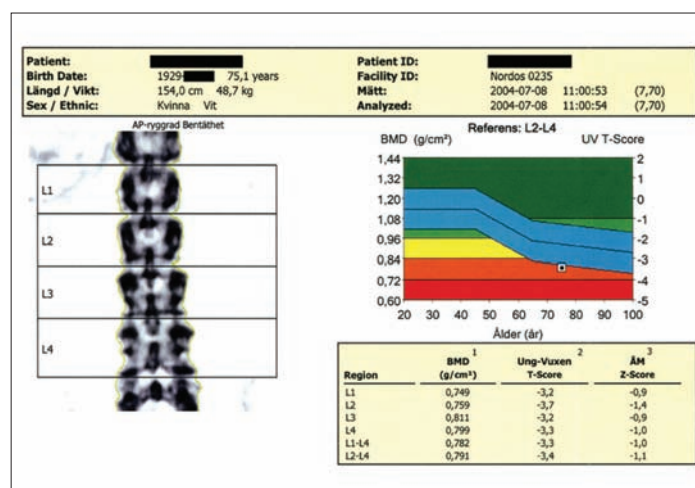 Patient:
Birth Date: 1929- 75,1 years
Längd / Vikt: 154,0 cm 48,7 kg
Sex / Ethnic: Kvinna Vit
Patient ID:
Facility ID: Nordos 0235
Mätt: 2004-07-08 11:00:53 (7,70)
Analyzed: 2004-07-08 11:00:54 (7,70)
AP-ryggrad Bentäthet
L1
L2
L3
L4
Referens: L2-L4
BMD (g/cm²) UV T-Score
1,44 2
1,32 1
1,20 0
1,08 -1
0,96 -2
0,84 -3
0,72 -4
0,60 -5
20 30 40 50 60 70 80 90 100
Ålder (år)
BMD 1 Ung-Vuxen 2 ÅM 3
Region (g/cm²) T-Score Z-Score
L1 0,749 -3,2 -0,9
L2 0,759 -3,7 -1,4
L3 0,811 -3,2 -0,9
L4 0,799 -3,3 -1,0
L1-L4 0,782 -3,3 -1,0
L2-L4 0,791 -3,4 -1,1